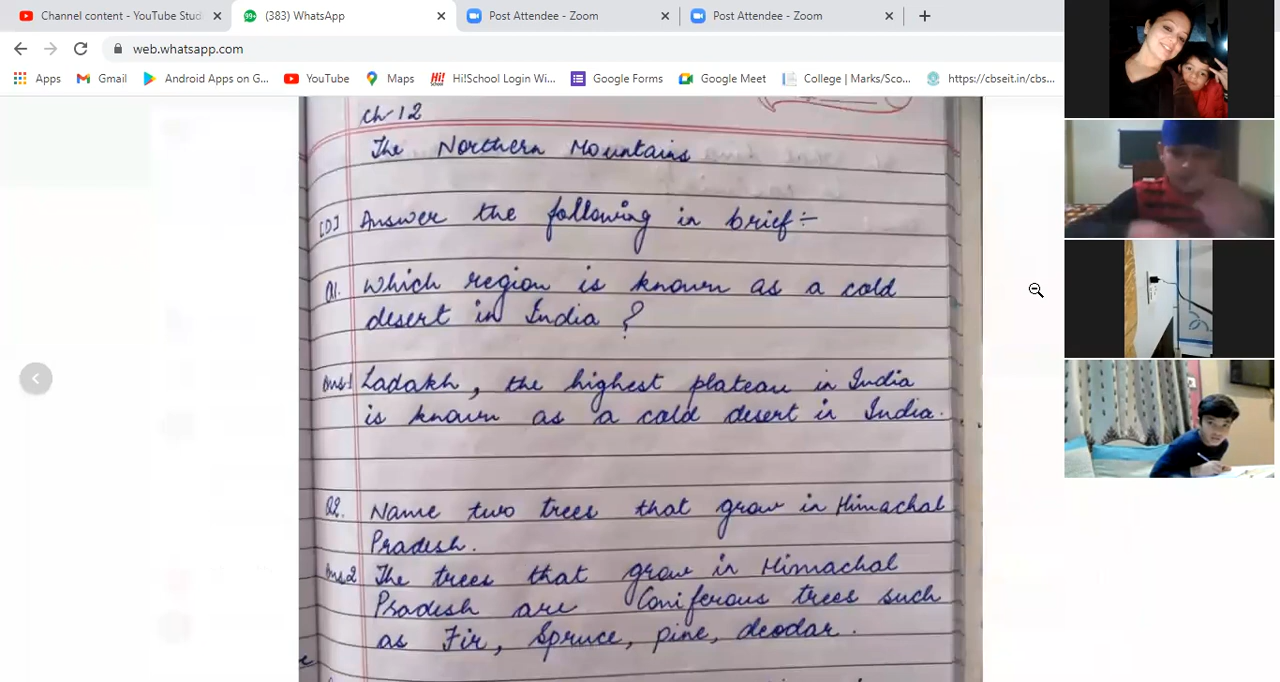 Channel content - YouTube Stud
(383) WhatsApp
Post Attendee - Zoom
Post Attendee - Zoom
web.whatsapp.com
Apps
Gmail
Android Apps on G...
YouTube
Maps
Hi!
Hi!School Login Wi...
Google Forms
Google Meet
College | Marks/Sco...
https://cbseit.in/cbs...
99+
Ch-12
The Northern Mountains
[D] Answer the following in brief :-
Q1. Which region is known as a cold
desert in India ?
Ans1 Ladakh, the highest plateau in India
is known as a cold desert in India.
Q2. Name two trees that grow in Himachal
Pradesh.
Ans2 The trees that grow in Himachal
Pradesh are Coniferous trees such
as Fir, Spruce, pine, deodar.